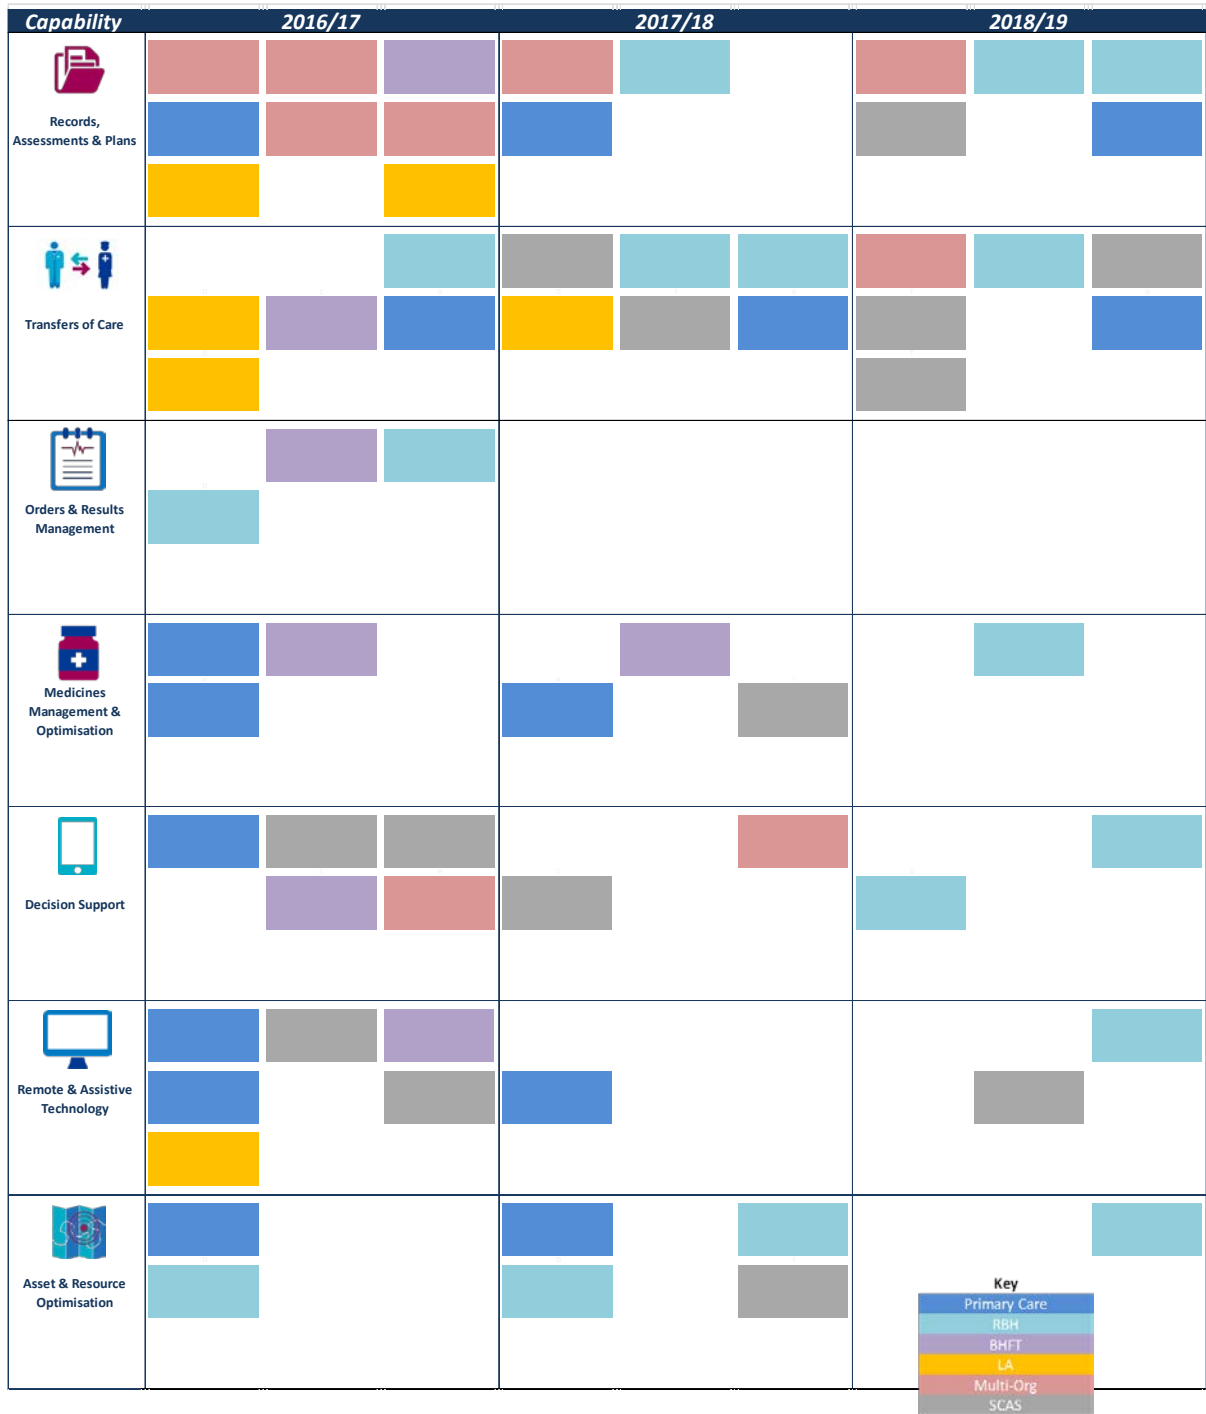 Capability 2016/17 2017/18 2018/19
Records,
Assessments & Plans
Transfers of Care
Orders & Results
Management
Medicines
Management &
Optimisation
Decision Support
Remote & Assistive
Technology
Asset & Resource
Optimisation
Key
Primary Care
RBH
BHFT
LA
Multi-Org
SCAS